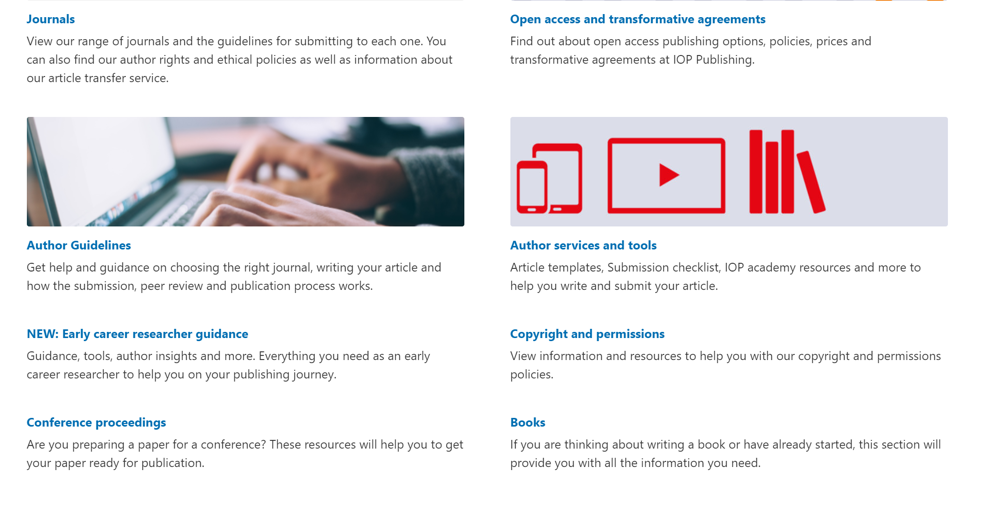 Journals
View our range of journals and the guidelines for submitting to each one. You
can also find our author rights and ethical policies as well as information about
our article transfer service.
Open access and transformative agreements
Find out about open access publishing options, policies, prices and
transformative agreements at IOP Publishing.
Author Guidelines
Get help and guidance on choosing the right journal, writing your article and
how the submission, peer review and publication process works.
Author services and tools
Article templates, Submission checklist, IOP academy resources and more to
help you write and submit your article.
NEW: Early career researcher guidance
Guidance, tools, author insights and more. Everything you need as an early
career researcher to help you on your publishing journey.
Copyright and permissions
View information and resources to help you with our copyright and permissions
policies.
Conference proceedings
Are you preparing a paper for a conference? These resources will help you to get
your paper ready for publication.
Books
If you are thinking about writing a book or have already started, this section will
provide you with all the information you need.